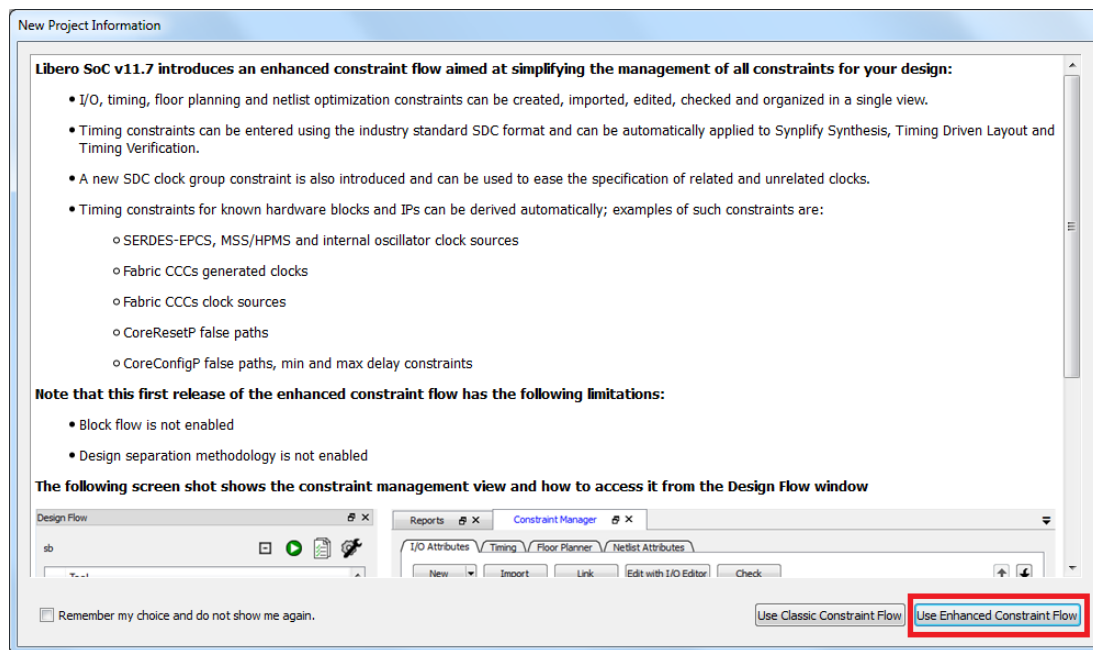 New Project Information
Libero SoC v11.7 introduces an enhanced constraint flow aimed at simplifying the management of all constraints for your design:
• I/O, timing, floor planning and netlist optimization constraints can be created, imported, edited, checked and organized in a single view.
• Timing constraints can be entered using the industry standard SDC format and can be automatically applied to Synplify Synthesis, Timing Driven Layout and
Timing Verification.
• A new SDC clock group constraint is also introduced and can be used to ease the specification of related and unrelated clocks.
• Timing constraints for known hardware blocks and IPs can be derived automatically; examples of such constraints are:
○ SERDES-EPCS, MSS/HPMS and internal oscillator clock sources
○ Fabric CCCs generated clocks
○ Fabric CCCs clock sources
○ CoreResetP false paths
○ CoreConfigP false paths, min and max delay constraints
Note that this first release of the enhanced constraint flow has the following limitations:
• Block flow is not enabled
• Design separation methodology is not enabled
The following screen shot shows the constraint management view and how to access it from the Design Flow window
Design Flow
Reports Constraint Manager
sb
I/O Attributes Timing Floor Planner Netlist Attributes
Tool
New Import Link Edit with I/O Editor Check
Remember my choice and do not show me again.
Use Classic Constraint Flow Use Enhanced Constraint Flow